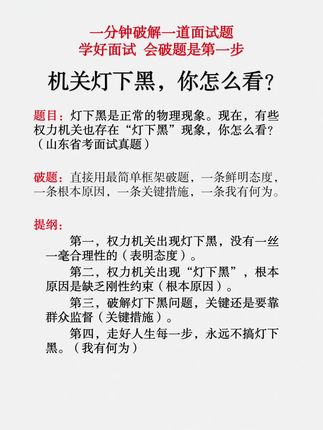 一分钟破解一道面试题
学好面试 会破题是第一步
机关灯下黑，你怎么看？
题目：灯下黑是正常的物理现象。现在，有些
权力机关也存在“灯下黑”现象，你怎么看？
（山东省考面试真题）
破题：直接用最简单框架破题，一条鲜明态度，
一条根本原因，一条关键措施，一条我有何为。
提纲：
第一，权力机关出现灯下黑，没有一丝
一毫合理性的（表明态度）。
第二，权力机关出现“灯下黑”，根本
原因是缺乏刚性约束（根本原因）。
第三，破解灯下黑问题，关键还是要靠
群众监督（关键措施）。
第四，走好人生每一步，永远不搞灯下
黑。（我有何为）